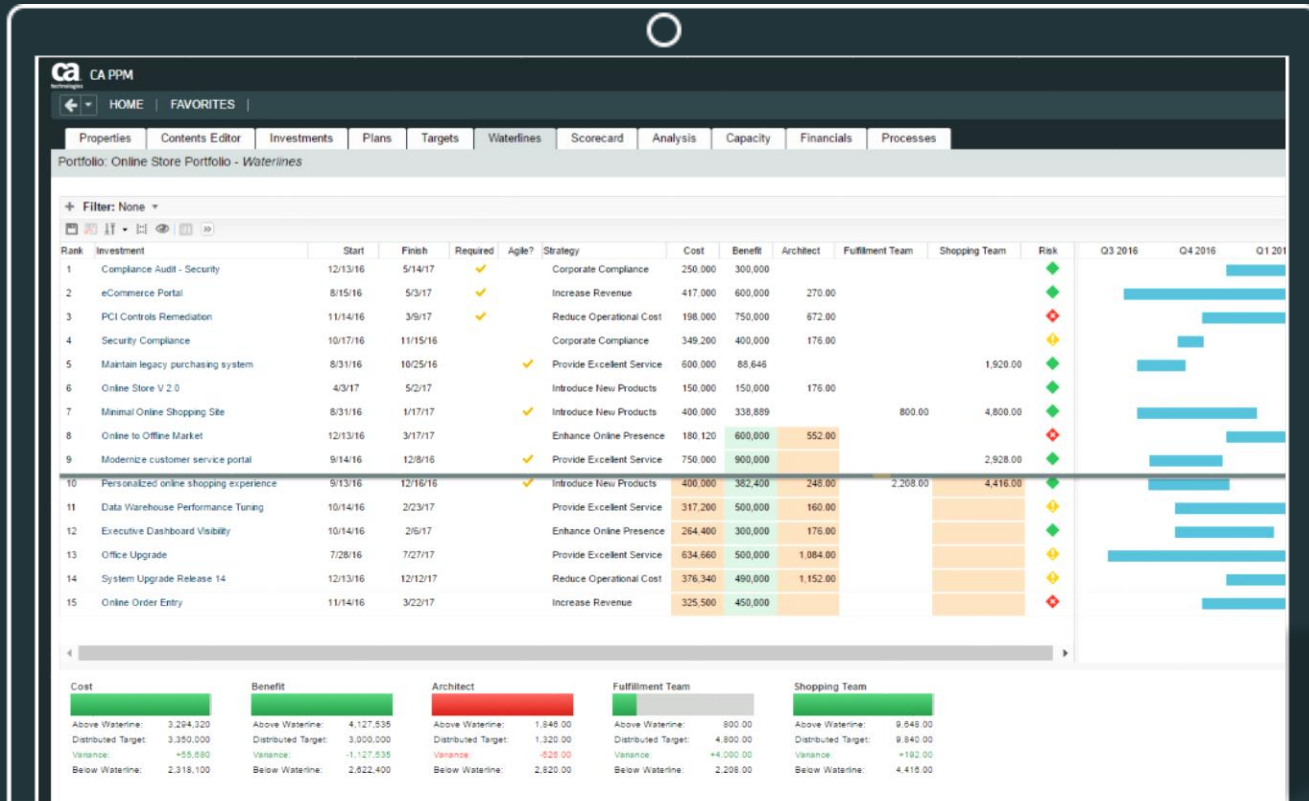 ca technologies CA PPM
HOME | FAVORITES |
Properties Contents Editor Investments Plans Targets Waterlines Scorecard Analysis Capacity Financials Processes
Portfolio: Online Store Portfolio - Waterlines
+ Filter: None
Rank Investment Start Finish Required Agile? Strategy Cost Benefit Architect Fulfillment Team Shopping Team Risk Q3 2016 Q4 2016 Q1 201
1 Compliance Audit - Security 12/13/16 5/14/17 Corporate Compliance 250,000 300,000
2 eCommerce Portal 8/15/16 5/3/17 Increase Revenue 417,000 600,000 270.00
3 PCI Controls Remediation 11/14/16 3/9/17 Reduce Operational Cost 198,000 750,000 672.00
4 Security Compliance 10/17/16 11/15/16 Corporate Compliance 349,200 400,000 176.00
5 Maintain legacy purchasing system 8/31/16 10/25/16 Provide Excellent Service 600,000 88,646 1,920.00
6 Online Store V 2.0 4/3/17 5/2/17 Introduce New Products 150,000 150,000 176.00
7 Minimal Online Shopping Site 8/31/16 1/17/17 Introduce New Products 400,000 338,889 800.00 4,800.00
8 Online to Offline Market 12/13/16 3/17/17 Enhance Online Presence 180,120 600,000 552.00
9 Modernize customer service portal 9/14/16 12/8/16 Provide Excellent Service 750,000 900,000 2,928.00
10 Personalized online shopping experience 9/13/16 12/16/16 Introduce New Products 400,000 382,400 248.00 2,208.00 4,416.00
11 Data Warehouse Performance Tuning 10/14/16 2/23/17 Provide Excellent Service 317,200 500,000 160.00
12 Executive Dashboard Visibility 10/14/16 2/6/17 Enhance Online Presence 264,400 300,000 176.00
13 Office Upgrade 7/28/16 7/27/17 Provide Excellent Service 634,660 500,000 1,084.00
14 System Upgrade Release 14 12/13/16 12/12/17 Reduce Operational Cost 376,340 490,000 1,152.00
15 Online Order Entry 11/14/16 3/22/17 Increase Revenue 325,500 450,000
Cost Benefit Architect Fulfillment Team Shopping Team
Above Waterline: 3,294,320 Above Waterline: 4,127,535 Above Waterline: 1,846.00 Above Waterline: 800.00 Above Waterline: 9,648.00
Distributed Target: 3,350,000 Distributed Target: 3,000,000 Distributed Target: 1,320.00 Distributed Target: 4,800.00 Distributed Target: 9,840.00
Variance: +55,680 Variance: -1,127,535 Variance: -526.00 Variance: +4,000.00 Variance: +192.00
Below Waterline: 2,318,100 Below Waterline: 2,622,400 Below Waterline: 2,820.00 Below Waterline: 2,208.00 Below Waterline: 4,416.00